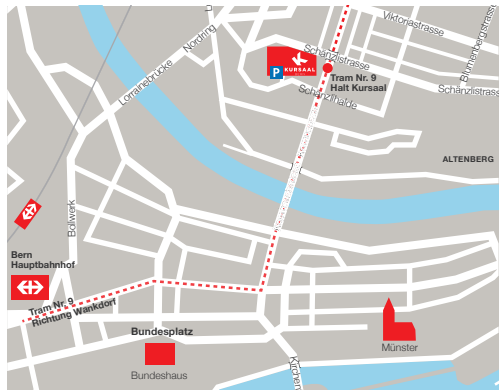 Viktoriastrasse
Blumenbergstrasse
Nordring
Schänzlistrasse
KURSAAL
P
Tram Nr. 9
Halt Kursaal
Schänzlistrasse
Schänzlihalde
Lorrainebrücke
ALTENBERG
Bollwerk
Bern
Hauptbahnhof
Tram Nr. 9
Richtung Wankdorf
Bundesplatz
Bundeshaus
Münster
Kirchen